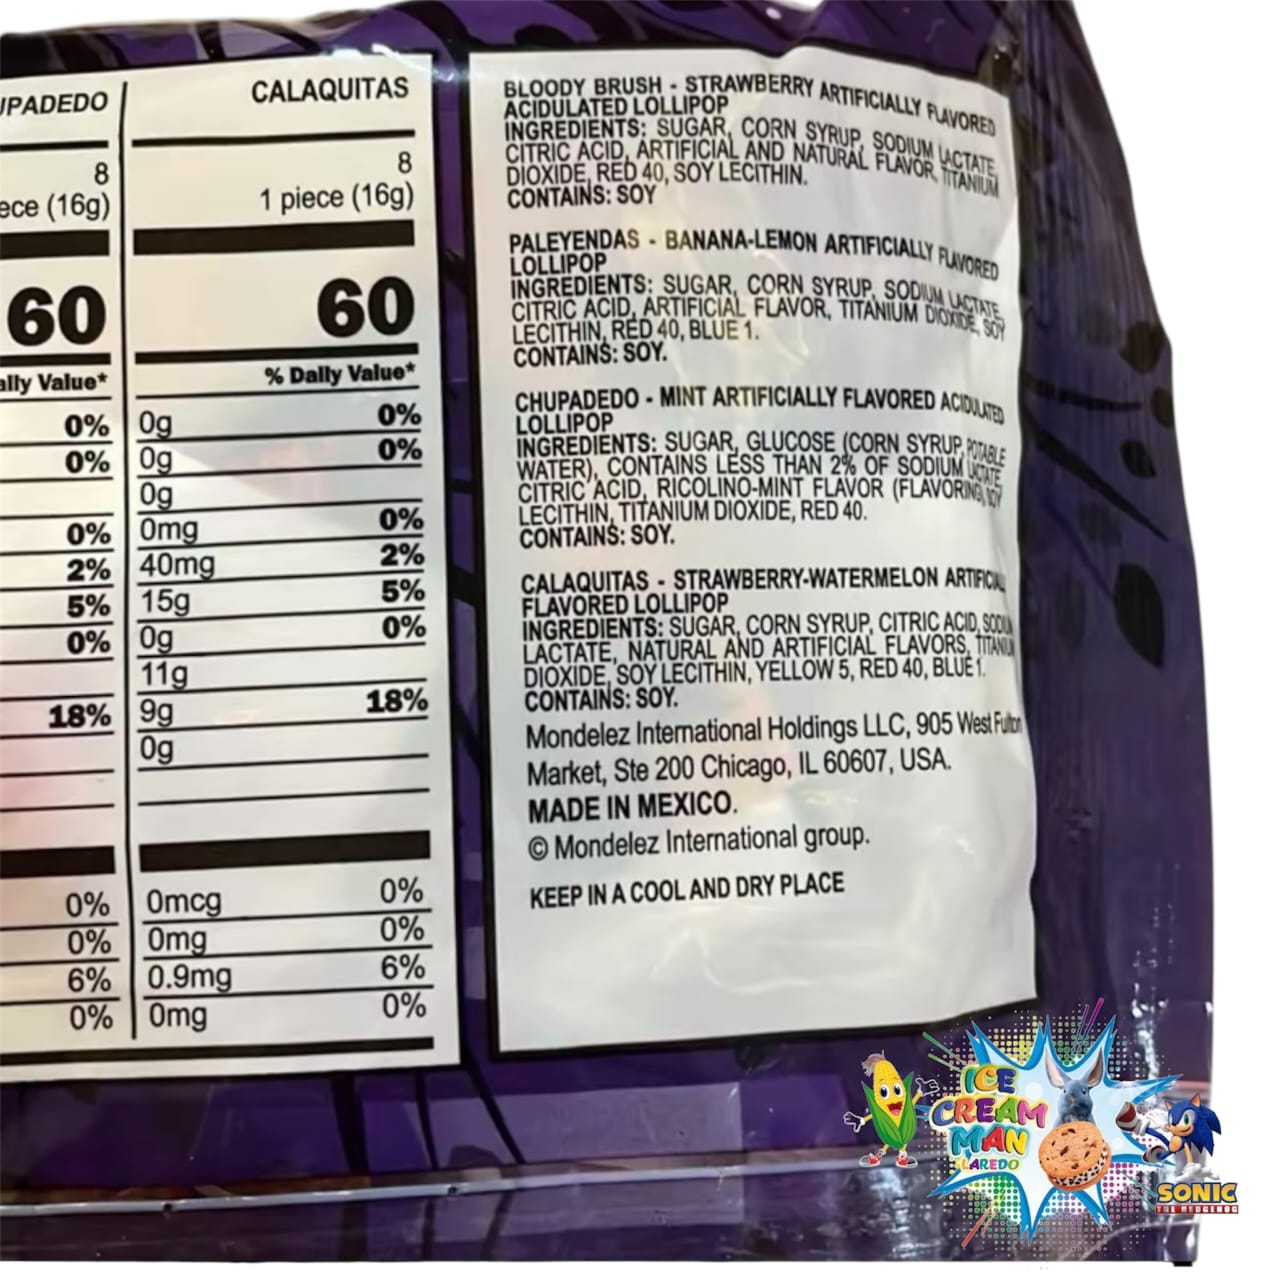 UPADEDO
8
ece (16g)
60
ally Value*
0%
0%
0%
2%
5%
0%
18%
0%
0%
6%
0%
CALAQUITAS
8
1 piece (16g)
60
% Daily Value*
0g 0%
0g 0%
0g
0mg 0%
40mg 2%
15g 5%
0g 0%
11g
9g 18%
0g
0mcg 0%
0mg 0%
0.9mg 6%
0mg 0%
BLOODY BRUSH - STRAWBERRY ARTIFICIALLY FLAVORED
ACIDULATED LOLLIPOP
INGREDIENTS: SUGAR, CORN SYRUP, SODIUM LACTATE,
CITRIC ACID, ARTIFICIAL AND NATURAL FLAVOR, TITANIUM
DIOXIDE, RED 40, SOY LECITHIN.
CONTAINS: SOY
PALEYENDAS - BANANA-LEMON ARTIFICIALLY FLAVORED
LOLLIPOP
INGREDIENTS: SUGAR, CORN SYRUP, SODIUM LACTATE,
CITRIC ACID, ARTIFICIAL FLAVOR, TITANIUM DIOXIDE, SOY
LECITHIN, RED 40, BLUE 1.
CONTAINS: SOY.
CHUPADEDO - MINT ARTIFICIALLY FLAVORED ACIDULATED
LOLLIPOP
INGREDIENTS: SUGAR, GLUCOSE (CORN SYRUP, POTABLE
WATER), CONTAINS LESS THAN 2% OF SODIUM LACTATE,
CITRIC ACID, RICOLINO-MINT FLAVOR (FLAVORING), SOY
LECITHIN, TITANIUM DIOXIDE, RED 40.
CONTAINS: SOY.
CALAQUITAS - STRAWBERRY-WATERMELON ARTIFICIALL
FLAVORED LOLLIPOP
INGREDIENTS: SUGAR, CORN SYRUP, CITRIC ACID, SODIUM
LACTATE, NATURAL AND ARTIFICIAL FLAVORS, TITANIUM
DIOXIDE, SOY LECITHIN, YELLOW 5, RED 40, BLUE 1.
CONTAINS: SOY.
Mondelez International Holdings LLC, 905 West Fulton
Market, Ste 200 Chicago, IL 60607, USA.
MADE IN MEXICO.
© Mondelez International group.
KEEP IN A COOL AND DRY PLACE
ICE
CREAM
MAN
LAREDO
SONIC
THE HEDGEHOG